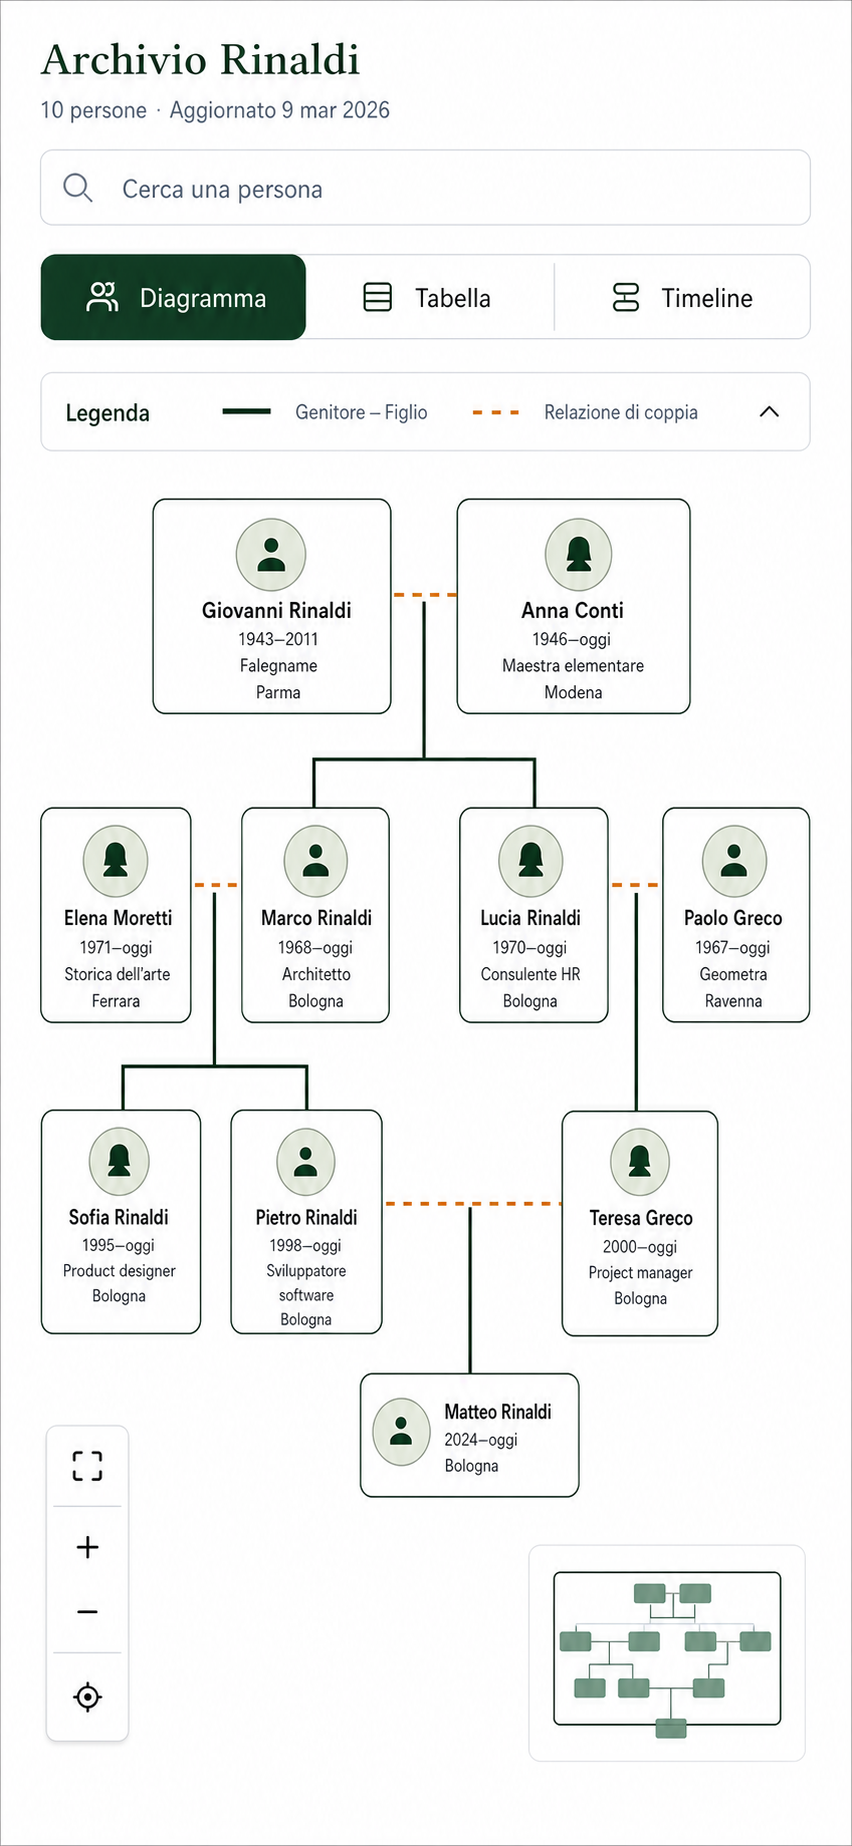 Archivio Rinaldi
10 persone · Aggiornato 9 mar 2026
Cerca una persona
Diagramma
Tabella
Timeline
Legenda
Genitore – Figlio
Relazione di coppia
Giovanni Rinaldi
1943–2011
Falegname
Parma
Anna Conti
1946–oggi
Maestra elementare
Modena
Elena Moretti
1971–oggi
Storica dell'arte
Ferrara
Marco Rinaldi
1968–oggi
Architetto
Bologna
Lucia Rinaldi
1970–oggi
Consulente HR
Bologna
Paolo Greco
1967–oggi
Geometra
Ravenna
Sofia Rinaldi
1995–oggi
Product designer
Bologna
Pietro Rinaldi
1998–oggi
Sviluppatore
software
Bologna
Teresa Greco
2000–oggi
Project manager
Bologna
Matteo Rinaldi
2024–oggi
Bologna